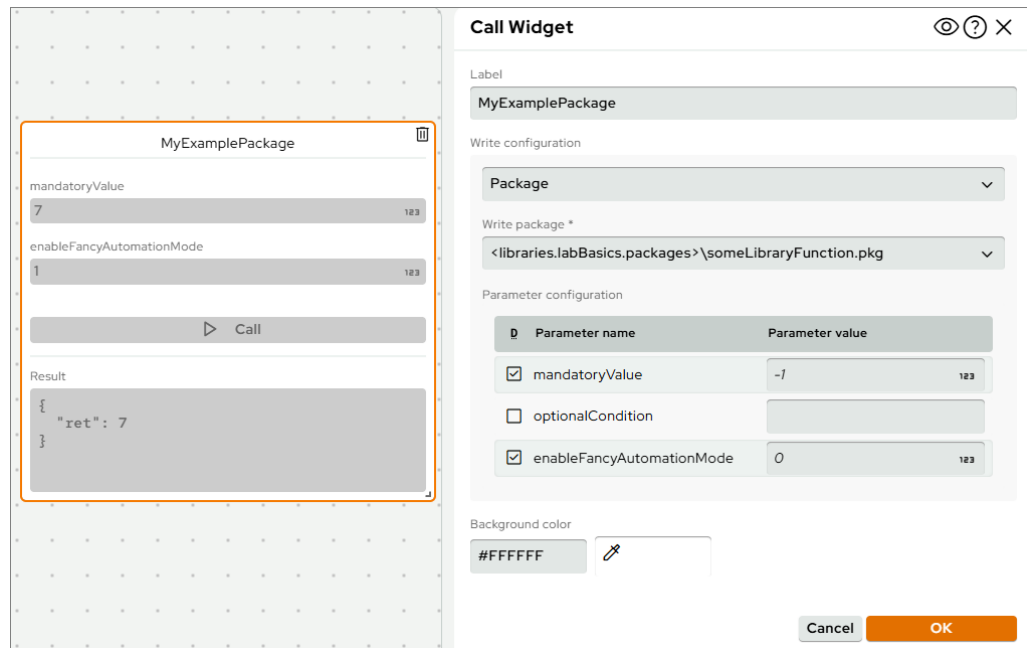 MyExamplePackage
mandatoryValue
7 123
enableFancyAutomationMode
1 123
Call
Result
{
"ret": 7
}
Call Widget
Label
MyExamplePackage
Write configuration
Package
Write package *
<libraries.labBasics.packages>\someLibraryFunction.pkg
Parameter configuration
D Parameter name Parameter value
mandatoryValue -1 123
optionalCondition
enableFancyAutomationMode 0 123
Background color
#FFFFFF
Cancel OK